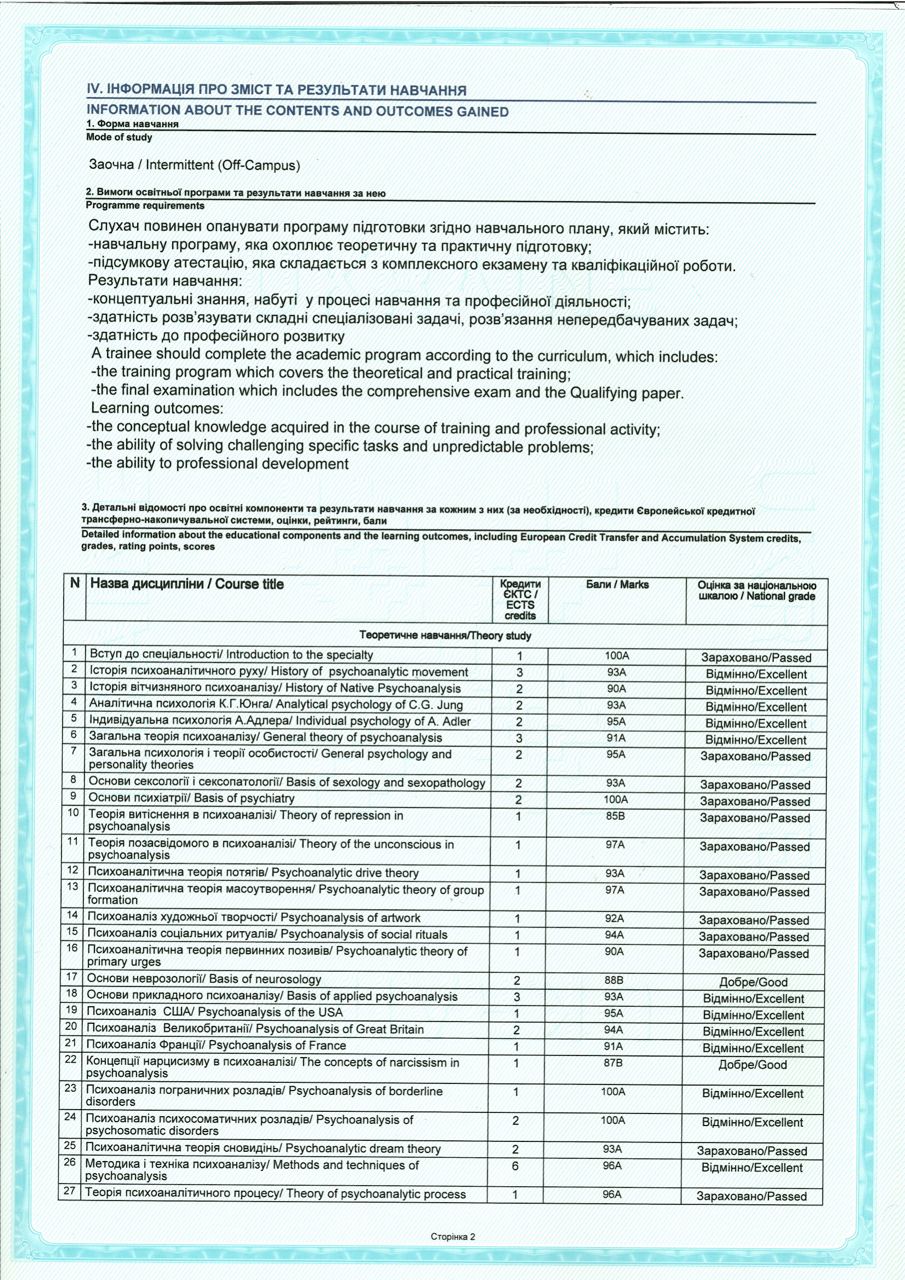 IV. ІНФОРМАЦІЯ ПРО ЗМІСТ ТА РЕЗУЛЬТАТИ НАВЧАННЯ
INFORMATION ABOUT THE CONTENTS AND OUTCOMES GAINED
1. Форма навчання
Mode of study
Заочна / Intermittent (Off-Campus)
2. Вимоги освітньої програми та результати навчання за нею
Programme requirements
Слухач повинен опанувати програму підготовки згідно навчального плану, який містить:
-навчальну програму, яка охоплює теоретичну та практичну підготовку;
-підсумкову атестацію, яка складається з комплексного екзамену та кваліфікаційної роботи.
Результати навчання:
-концептуальні знання, набуті у процесі навчання та професійної діяльності;
-здатність розв'язувати складні спеціалізовані задачі, розв'язання непередбачуваних задач;
-здатність до професійного розвитку
A trainee should complete the academic program according to the curriculum, which includes:
-the training program which covers the theoretical and practical training;
-the final examination which includes the comprehensive exam and the Qualifying paper.
Learning outcomes:
-the conceptual knowledge acquired in the course of training and professional activity;
-the ability of solving challenging specific tasks and unpredictable problems;
-the ability to professional development
3. Детальні відомості про освітні компоненти та результати навчання за кожним з них (за необхідності), кредити Європейської кредитної
трансферно-накопичувальної системи, оцінки, рейтинги, бали
Detailed information about the educational components and the learning outcomes, including European Credit Transfer and Accumulation System credits,
grades, rating points, scores
N Назва дисципліни / Course title Кредити ЄКТС / ECTS credits Бали / Marks Оцінка за національною шкалою / National grade
Теоретичне навчання/Theory study
1 Вступ до спеціальності/ Introduction to the specialty 1 100A Зараховано/Passed
2 Історія психоаналітичного руху/ History of psychoanalytic movement 3 93A Відмінно/Excellent
3 Історія вітчизняного психоаналізу/ History of Native Psychoanalysis 2 90A Відмінно/Excellent
4 Аналітична психологія К.Г.Юнга/ Analytical psychology of C.G. Jung 2 93A Відмінно/Excellent
5 Індивідуальна психологія А.Адлера/ Individual psychology of A. Adler 2 95A Відмінно/Excellent
6 Загальна теорія психоаналізу/ General theory of psychoanalysis 3 91A Відмінно/Excellent
7 Загальна психологія і теорії особистості/ General psychology and 2 95A Зараховано/Passed
personality theories
8 Основи сексології і сексопатології/ Basis of sexology and sexopathology 2 93A Зараховано/Passed
9 Основи психіатрії/ Basis of psychiatry 2 100A Зараховано/Passed
10 Теорія витіснення в психоаналізі/ Theory of repression in 1 85B Зараховано/Passed
psychoanalysis
11 Теорія позасвідомого в психоаналізі/ Theory of the unconscious in 1 97A Зараховано/Passed
psychoanalysis
12 Психоаналітична теорія потягів/ Psychoanalytic drive theory 1 93A Зараховано/Passed
13 Психоаналітична теорія масоутворення/ Psychoanalytic theory of group 1 97A Зараховано/Passed
formation
14 Психоаналіз художньої творчості/ Psychoanalysis of artwork 1 92A Зараховано/Passed
15 Психоаналіз соціальних ритуалів/ Psychoanalysis of social rituals 1 94A Зараховано/Passed
16 Психоаналітична теорія первинних позивів/ Psychoanalytic theory of 1 90A Зараховано/Passed
primary urges
17 Основи неврозології/ Basis of neurosology 2 88B Добре/Good
18 Основи прикладного психоаналізу/ Basis of applied psychoanalysis 3 93A Відмінно/Excellent
19 Психоаналіз США/ Psychoanalysis of the USA 1 95A Відмінно/Excellent
20 Психоаналіз Великобританії/ Psychoanalysis of Great Britain 2 94A Відмінно/Excellent
21 Психоаналіз Франції/ Psychoanalysis of France 1 91A Відмінно/Excellent
22 Концепції нарцисизму в психоаналізі/ The concepts of narcissism in 1 87B Добре/Good
psychoanalysis
23 Психоаналіз пограничних розладів/ Psychoanalysis of borderline 1 100A Відмінно/Excellent
disorders
24 Психоаналіз психосоматичних розладів/ Psychoanalysis of 2 100A Відмінно/Excellent
psychosomatic disorders
25 Психоаналітична теорія сновидінь/ Psychoanalytic dream theory 2 93A Зараховано/Passed
26 Методика і техніка психоаналізу/ Methods and techniques of 6 96A Відмінно/Excellent
psychoanalysis
27 Теорія психоаналітичного процесу/ Theory of psychoanalytic process 1 96A Зараховано/Passed
Сторінка 2